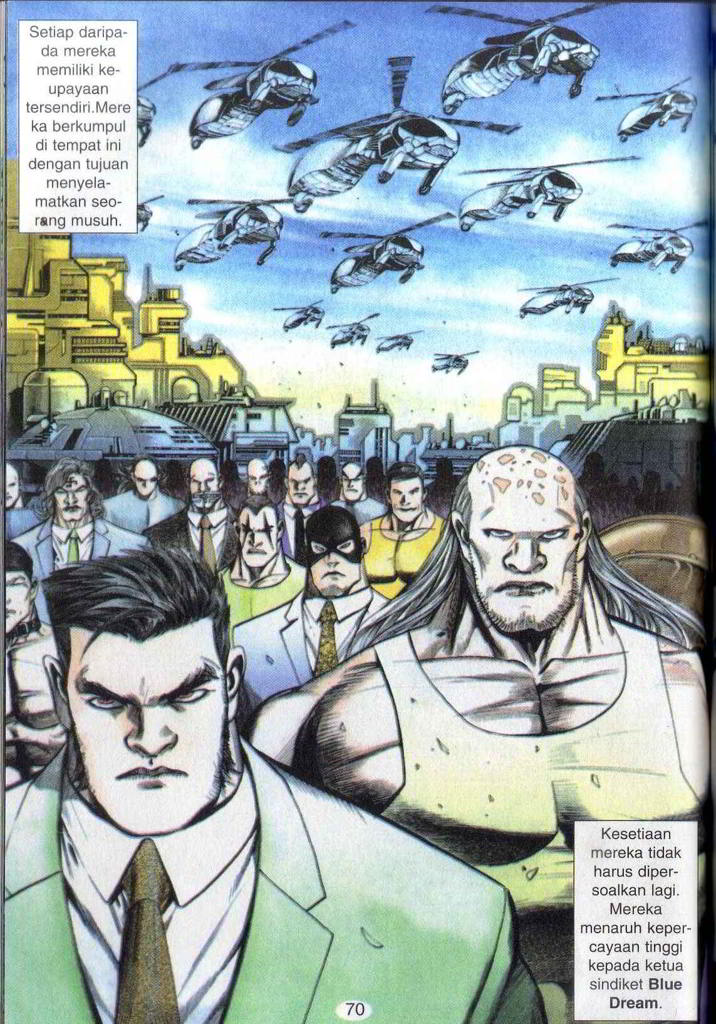 Setiap daripa-
da mereka
memiliki ke-
upayaan
tersendiri.Mere
ka berkumpul
di tempat ini
dengan tujuan
menyela-
matkan seo-
rang musuh.
Kesetiaan
mereka tidak
harus diper-
soalkan lagi.
Mereka
menaruh keper-
cayaan tinggi
kepada ketua
sindiket Blue
Dream.
70